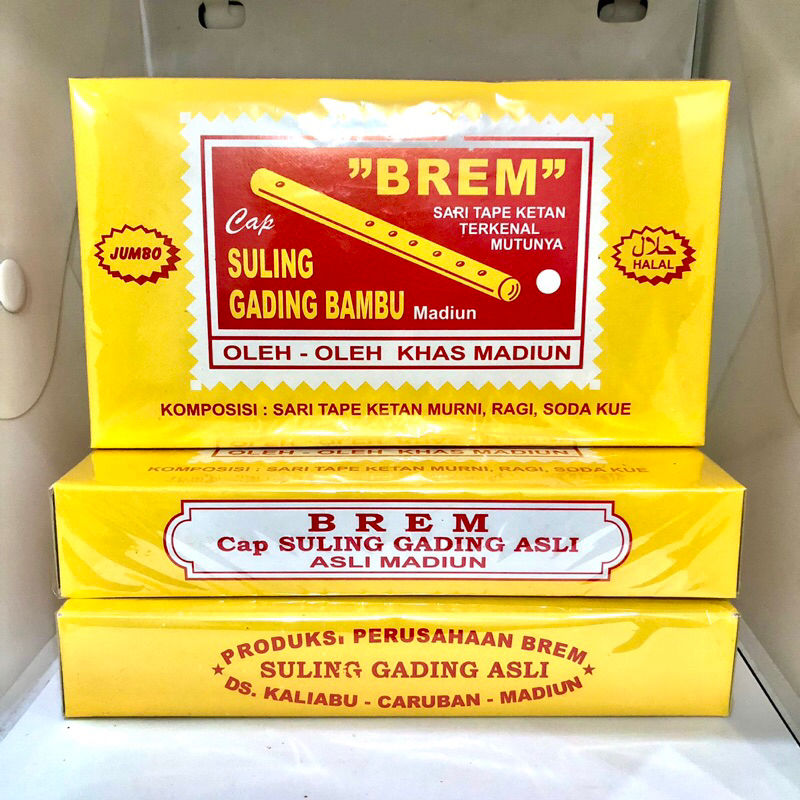 "BREM"
Cap
SARI TAPE KETAN
TERKENAL
MUTUNYA
SULING
GADING BAMBU Madiun
JUMBO
حلال
HALAL
OLEH - OLEH KHAS MADIUN
KOMPOSISI : SARI TAPE KETAN MURNI, RAGI, SODA KUE
OLEH - OLEH KHAS MADIUN
KOMPOSISI : SARI TAPE KETAN MURNI, RAGI, SODA KUE
BREM
Cap SULING GADING ASLI
ASLI MADIUN
PRODUKSI PERUSAHAAN BREM
SULING GADING ASLI
DS. KALIABU - CARUBAN - MADIUN